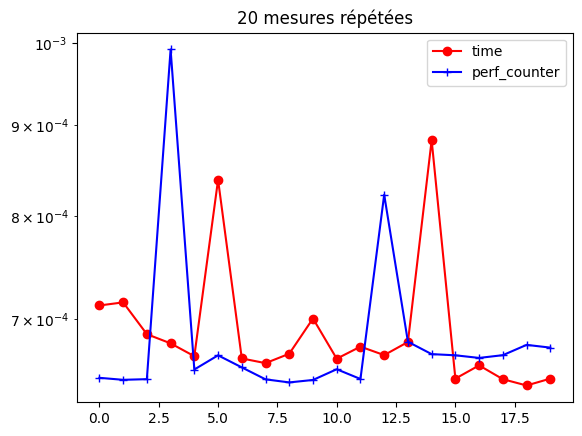 20 mesures répétées
time
perf_counter
10⁻³
9 × 10⁻⁴
8 × 10⁻⁴
7 × 10⁻⁴
0.0 2.5 5.0 7.5 10.0 12.5 15.0 17.5